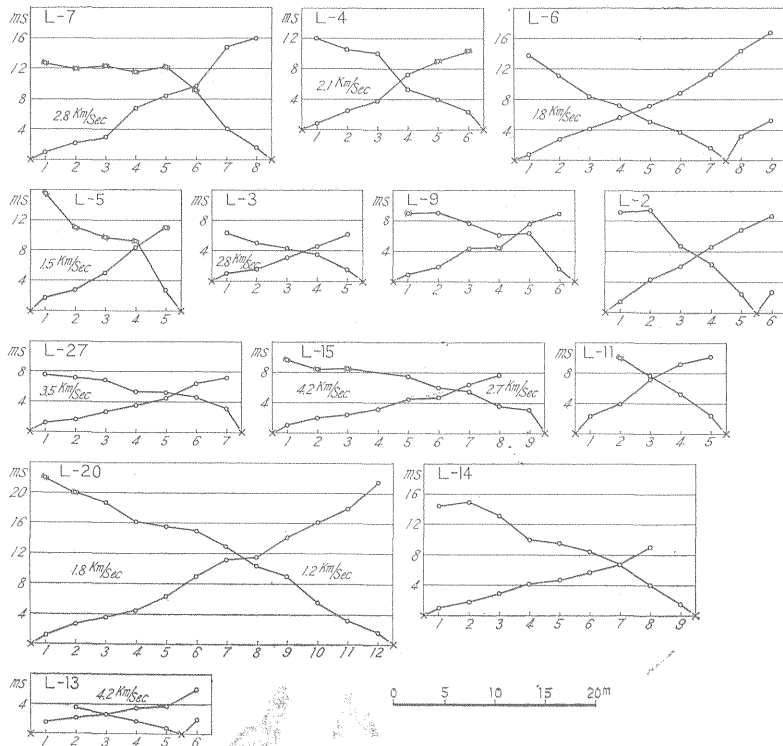 ms L-7
16
12
8
4
2.8 Km/Sec
1 2 3 4 5 6 7 8
L-4
12
8
4
2.1 Km/Sec
1 2 3 4 5 6
ms L-6
16
12
8
4
1.8 Km/Sec
1 2 3 4 5 6 7 8 9
ms L-5
12
8
4
1.5 Km/Sec
1 2 3 4 5
ms L-3
8
4
2.8 Km/Sec
1 2 3 4 5
ms L-9
8
4
1 2 3 4 5 6
ms L-2
12
8
4
1 2 3 4 5 6
ms L-27
8
4
3.5 Km/Sec
1 2 3 4 5 6 7
ms L-15
8
4
4.2 Km/Sec 2.7 Km/Sec
1 2 3 4 5 6 7 8 9
ms L-11
8
4
1 2 3 4 5
ms L-20
20
16
12
8
4
1.8 Km/Sec 1.2 Km/Sec
1 2 3 4 5 6 7 8 9 10 11 12
ms L-14
16
12
8
4
1 2 3 4 5 6 7 8 9
ms L-13
4
4.2 Km/Sec
1 2 3 4 5 6
0 5 10 15 20 m